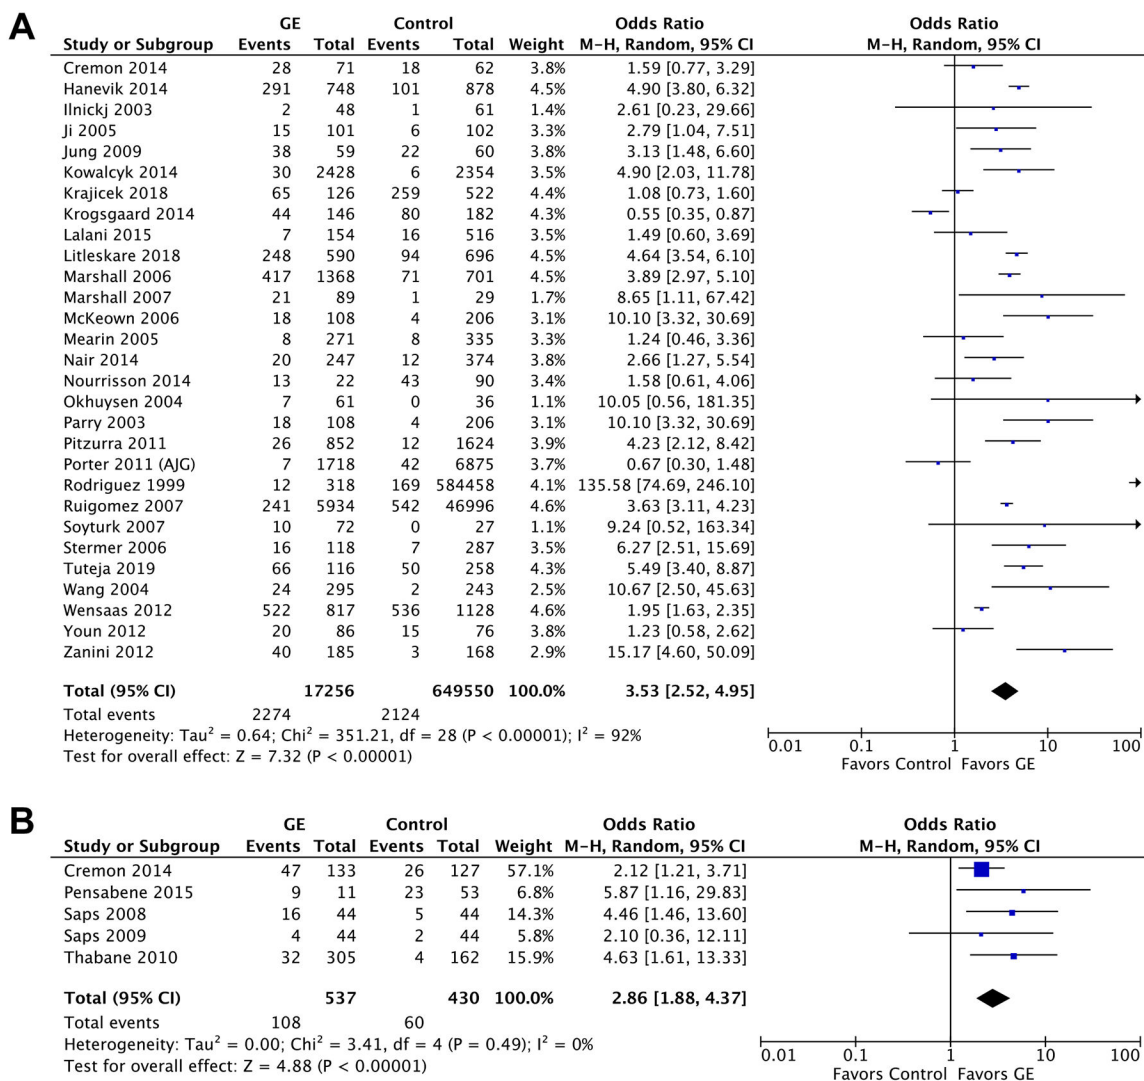 A
GE Control Odds Ratio Odds Ratio
Study or Subgroup Events Total Events Total Weight M-H, Random, 95% CI M-H, Random, 95% CI
Cremon 2014 28 71 18 62 3.8% 1.59 [0.77, 3.29]
Hanevik 2014 291 748 101 878 4.5% 4.90 [3.80, 6.32]
Ilnickj 2003 2 48 1 61 1.4% 2.61 [0.23, 29.66]
Ji 2005 15 101 6 102 3.3% 2.79 [1.04, 7.51]
Jung 2009 38 59 22 60 3.8% 3.13 [1.48, 6.60]
Kowalcyk 2014 30 2428 6 2354 3.5% 4.90 [2.03, 11.78]
Krajicek 2018 65 126 259 522 4.4% 1.08 [0.73, 1.60]
Krogsgaard 2014 44 146 80 182 4.3% 0.55 [0.35, 0.87]
Lalani 2015 7 154 16 516 3.5% 1.49 [0.60, 3.69]
Litleskare 2018 248 590 94 696 4.5% 4.64 [3.54, 6.10]
Marshall 2006 417 1368 71 701 4.5% 3.89 [2.97, 5.10]
Marshall 2007 21 89 1 29 1.7% 8.65 [1.11, 67.42]
McKeown 2006 18 108 4 206 3.1% 10.10 [3.32, 30.69]
Mearin 2005 8 271 8 335 3.3% 1.24 [0.46, 3.36]
Nair 2014 20 247 12 374 3.8% 2.66 [1.27, 5.54]
Nourrisson 2014 13 22 43 90 3.4% 1.58 [0.61, 4.06]
Okhuysen 2004 7 61 0 36 1.1% 10.05 [0.56, 181.35]
Parry 2003 18 108 4 206 3.1% 10.10 [3.32, 30.69]
Pitzurra 2011 26 852 12 1624 3.9% 4.23 [2.12, 8.42]
Porter 2011 (AJG) 7 1718 42 6875 3.7% 0.67 [0.30, 1.48]
Rodriguez 1999 12 318 169 584458 4.1% 135.58 [74.69, 246.10]
Ruigomez 2007 241 5934 542 46996 4.6% 3.63 [3.11, 4.23]
Soyturk 2007 10 72 0 27 1.1% 9.24 [0.52, 163.34]
Stermer 2006 16 118 7 287 3.5% 6.27 [2.51, 15.69]
Tuteja 2019 66 116 50 258 4.3% 5.49 [3.40, 8.87]
Wang 2004 24 295 2 243 2.6% 10.67 [2.50, 45.63]
Wensaas 2012 522 817 536 1128 4.6% 1.95 [1.63, 2.35]
Youn 2012 20 86 15 76 3.8% 1.23 [0.58, 2.62]
Zanini 2012 40 185 3 168 2.9% 15.17 [4.60, 50.09]
Total (95% CI) 17256 649550 100.0% 3.53 [2.52, 4.95]
Total events 2274 2124
Heterogeneity: Tau² = 0.64; Chi² = 351.21, df = 28 (P < 0.00001); I² = 92%
Test for overall effect: Z = 7.32 (P < 0.00001)
0.01 0.1 1 10 100
Favors Control Favors GE
B
GE Control Odds Ratio Odds Ratio
Study or Subgroup Events Total Events Total Weight M-H, Random, 95% CI M-H, Random, 95% CI
Cremon 2014 47 133 26 127 57.1% 2.12 [1.21, 3.71]
Pensabene 2015 9 11 23 53 6.8% 5.87 [1.16, 29.83]
Saps 2008 16 44 5 44 14.3% 4.46 [1.46, 13.60]
Saps 2009 4 44 2 44 5.8% 2.10 [0.36, 12.11]
Thabane 2010 32 305 4 162 15.9% 4.63 [1.61, 13.33]
Total (95% CI) 537 430 100.0% 2.86 [1.88, 4.37]
Total events 108 60
Heterogeneity: Tau² = 0.00; Chi² = 3.41, df = 4 (P = 0.49); I² = 0%
Test for overall effect: Z = 4.88 (P < 0.00001)
0.01 0.1 1 10 100
Favors Control Favors GE